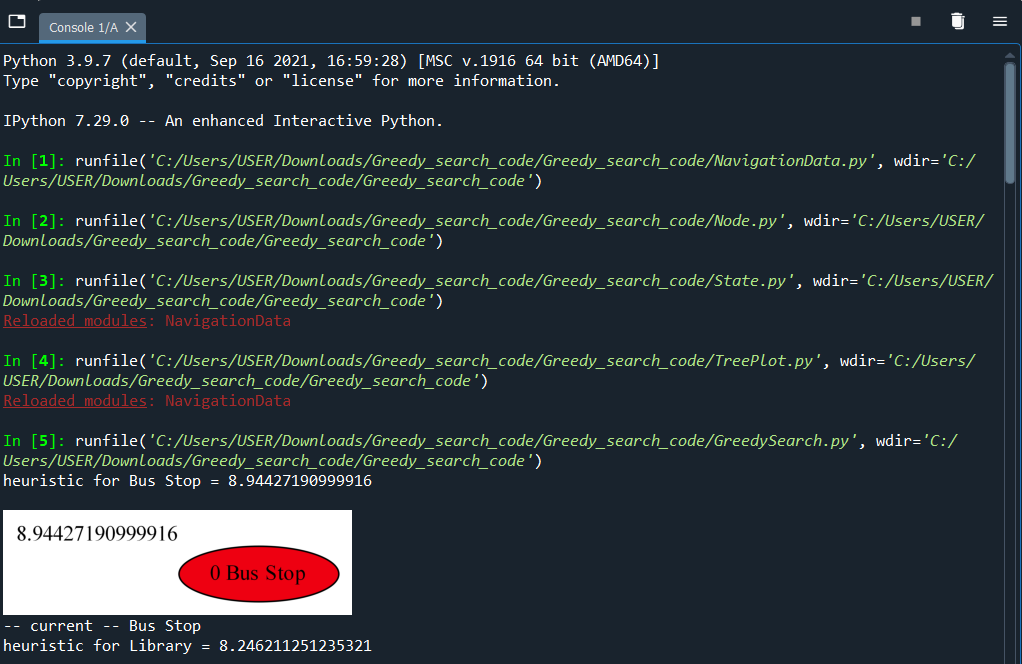 Console 1/A
Python 3.9.7 (default, Sep 16 2021, 16:59:28) [MSC v.1916 64 bit (AMD64)]
Type "copyright", "credits" or "license" for more information.
IPython 7.29.0 -- An enhanced Interactive Python.
In [1]: runfile('C:/Users/USER/Downloads/Greedy_search_code/Greedy_search_code/NavigationData.py', wdir='C:/
Users/USER/Downloads/Greedy_search_code/Greedy_search_code')
In [2]: runfile('C:/Users/USER/Downloads/Greedy_search_code/Greedy_search_code/Node.py', wdir='C:/Users/USER/
Downloads/Greedy_search_code/Greedy_search_code')
In [3]: runfile('C:/Users/USER/Downloads/Greedy_search_code/Greedy_search_code/State.py', wdir='C:/Users/USER/
Downloads/Greedy_search_code/Greedy_search_code')
Reloaded modules: NavigationData
In [4]: runfile('C:/Users/USER/Downloads/Greedy_search_code/Greedy_search_code/TreePlot.py', wdir='C:/Users/
USER/Downloads/Greedy_search_code/Greedy_search_code')
Reloaded modules: NavigationData
In [5]: runfile('C:/Users/USER/Downloads/Greedy_search_code/Greedy_search_code/GreedySearch.py', wdir='C:/
Users/USER/Downloads/Greedy_search_code/Greedy_search_code')
heuristic for Bus Stop = 8.94427190999916
8.94427190999916
0 Bus Stop
-- current -- Bus Stop
heuristic for Library = 8.246211251235321